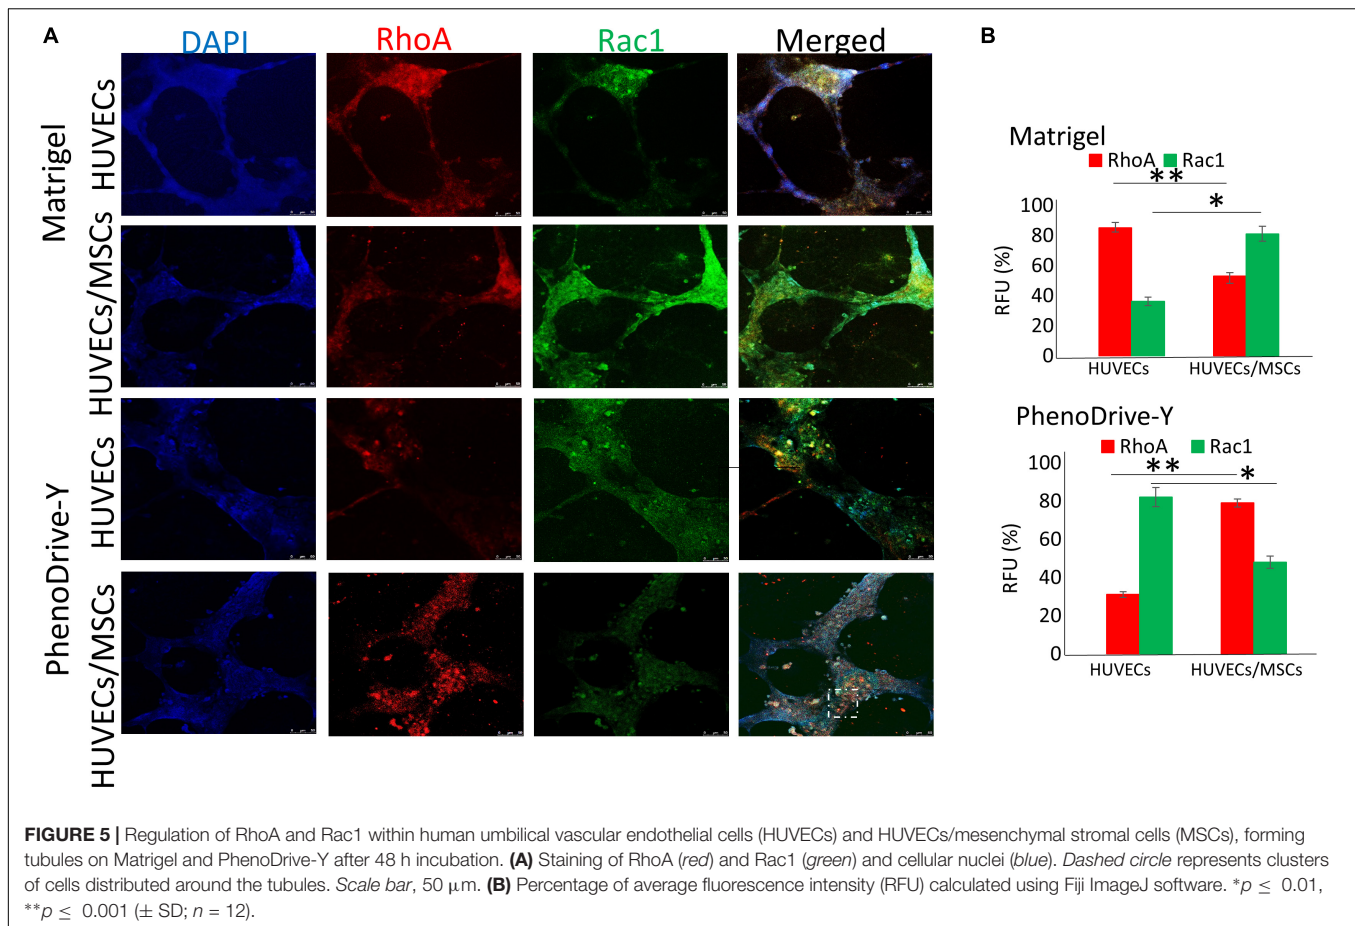 A
DAPI
RhoA
Rac1
Merged
B
Matrigel
HUVECs
HUVECs/MSCs
PhenoDrive-Y
HUVECs
HUVECs/MSCs
Matrigel
RhoA Rac1
** 
*
100
80
60
40
20
0
RFU (%)
HUVECs HUVECs/MSCs
PhenoDrive-Y
RhoA Rac1
** *
100
80
60
40
20
0
RFU (%)
HUVECs HUVECs/MSCs
FIGURE 5 | Regulation of RhoA and Rac1 within human umbilical vascular endothelial cells (HUVECs) and HUVECs/mesenchymal stromal cells (MSCs), forming
tubules on Matrigel and PhenoDrive-Y after 48 h incubation. (A) Staining of RhoA (red) and Rac1 (green) and cellular nuclei (blue). Dashed circle represents clusters
of cells distributed around the tubules. Scale bar, 50 μm. (B) Percentage of average fluorescence intensity (RFU) calculated using Fiji ImageJ software. *p ≤ 0.01,
**p ≤ 0.001 (± SD; n = 12).